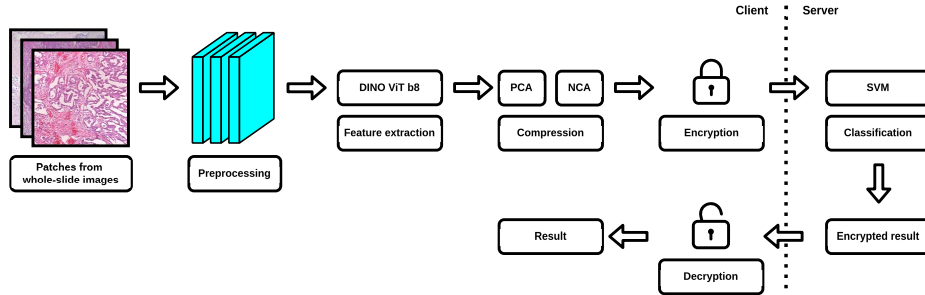 Client
Server
DINO ViT b8
PCA
NCA
SVM
Feature extraction
Compression
Encryption
Classification
Patches from
whole-slide images
Preprocessing
Result
Encrypted result
Decryption